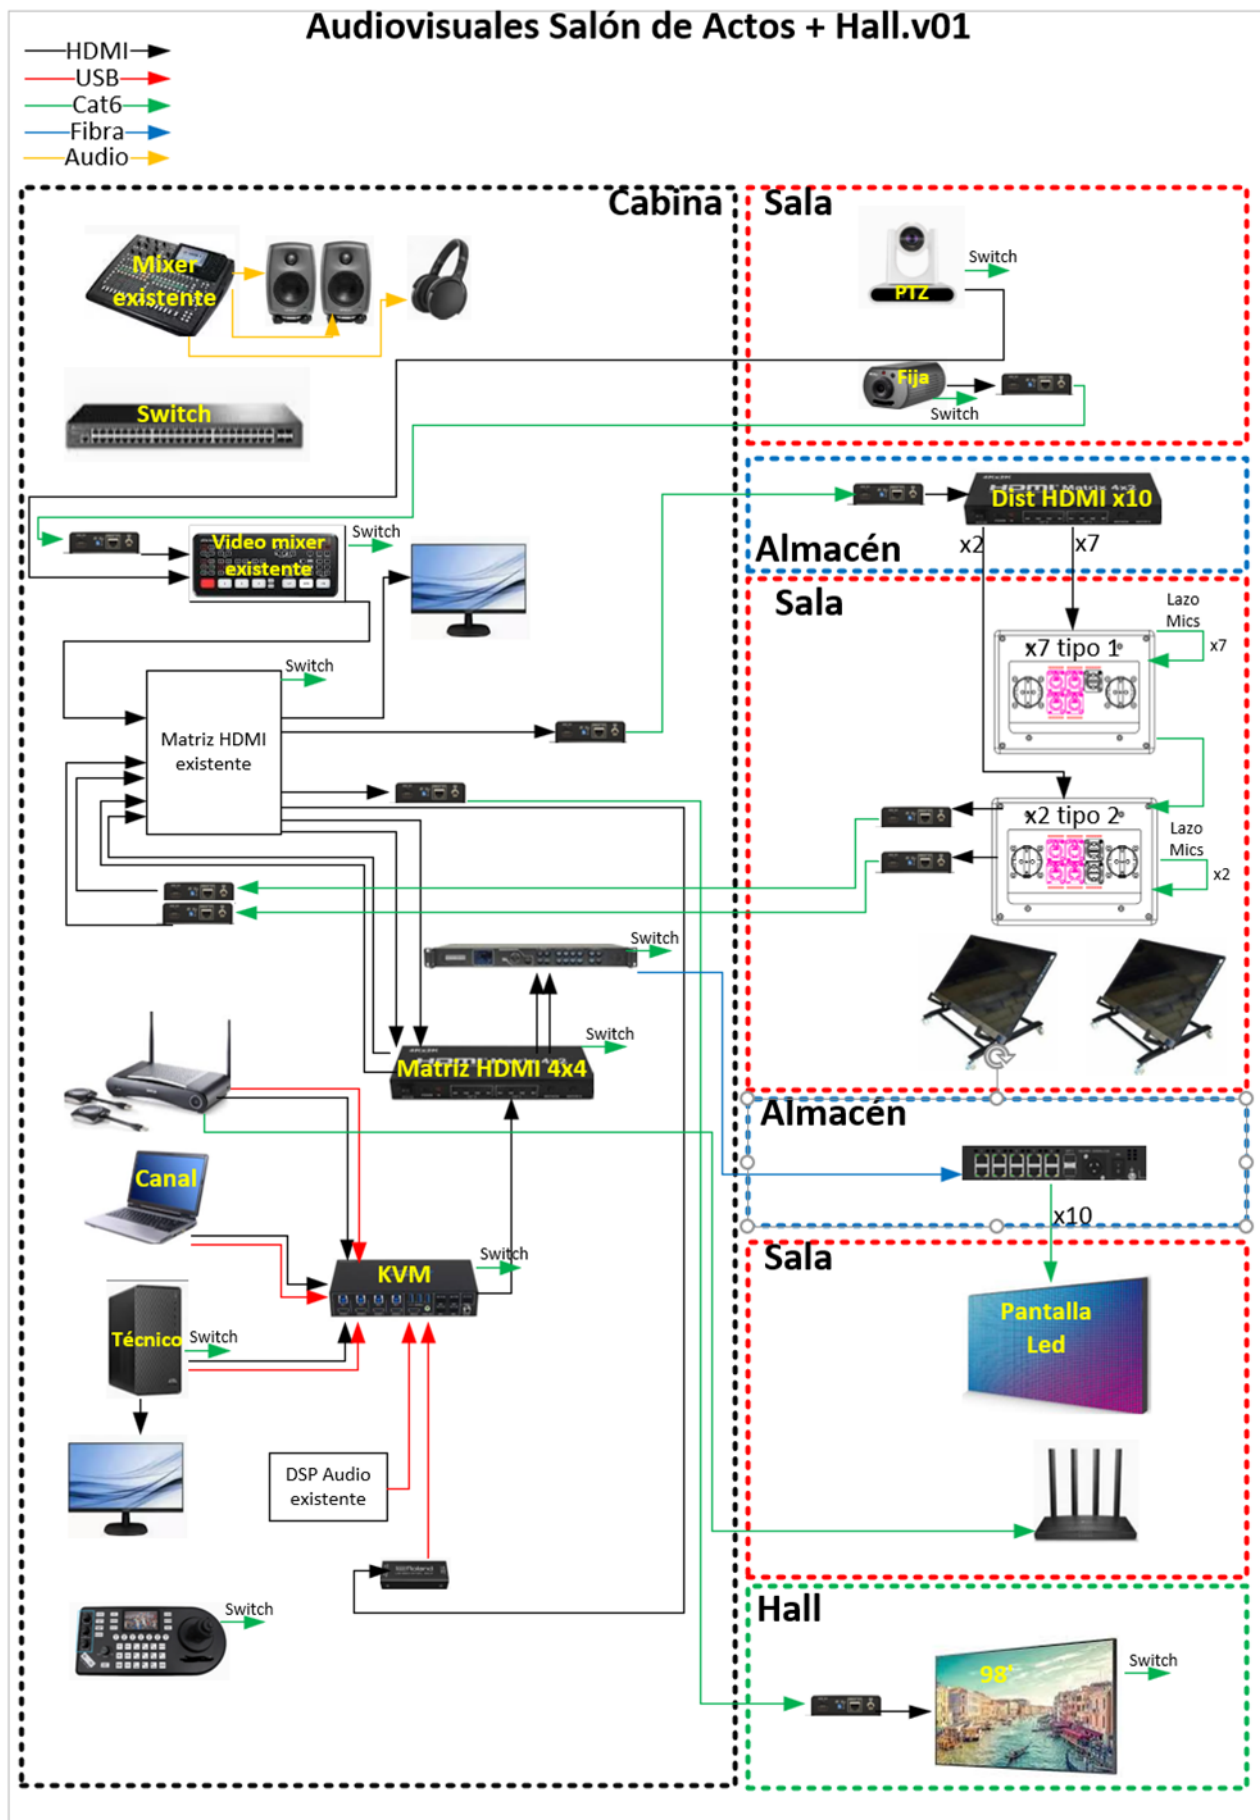 Audiovisuales Salón de Actos + Hall.v01
HDMI
USB
Cat6
Fibra
Audio
Cabina
Sala
Mixer
existente
PTZ
Switch
Fija
Switch
Switch
Dist HDMI x10
Almacén
x2
x7
Video mixer
existente
Switch
Sala
Lazo
Mics
x7
x7 tipo 1
Switch
Matriz HDMI
existente
x2 tipo 2
Lazo
Mics
x2
Switch
Switch
Matriz HDMI 4x4
Almacén
x10
Canal
Sala
KVM
Switch
Pantalla
Led
Técnico
Switch
DSP Audio
existente
Roland
Hall
Switch
98"
Switch